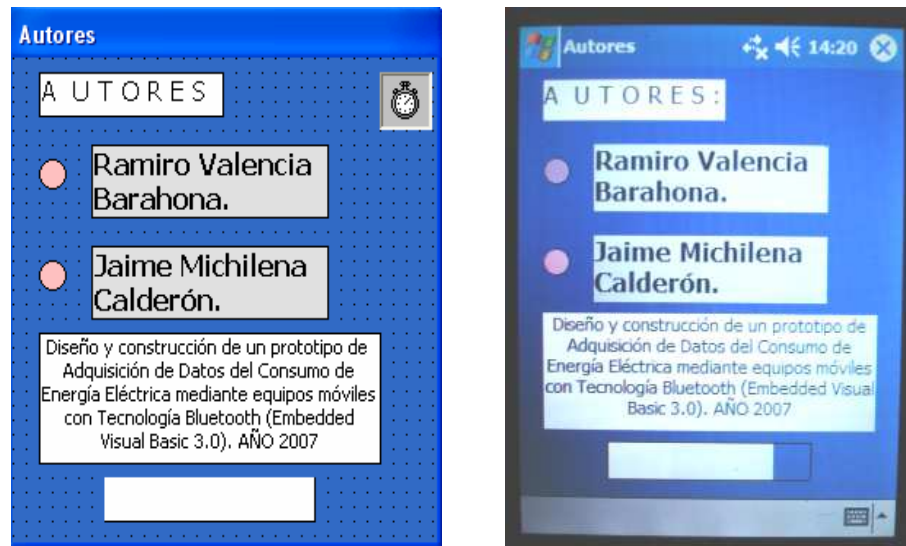 Autores
A U T O R E S
Ramiro Valencia
Barahona.
Jaime Michilena
Calderón.
Diseño y construcción de un prototipo de
Adquisición de Datos del Consumo de
Energía Eléctrica mediante equipos móviles
con Tecnología Bluetooth (Embedded
Visual Basic 3.0). AÑO 2007
Autores 14:20
A U T O R E S :
Ramiro Valencia
Barahona.
Jaime Michilena
Calderón.
Diseño y construcción de un prototipo de
Adquisición de Datos del Consumo de
Energía Eléctrica mediante equipos móviles
con Tecnología Bluetooth (Embedded Visual
Basic 3.0). AÑO 2007